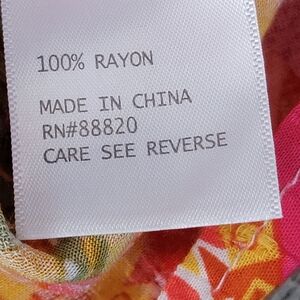 100% RAYON
MADE IN CHINA
RN#88820
CARE SEE REVERSE